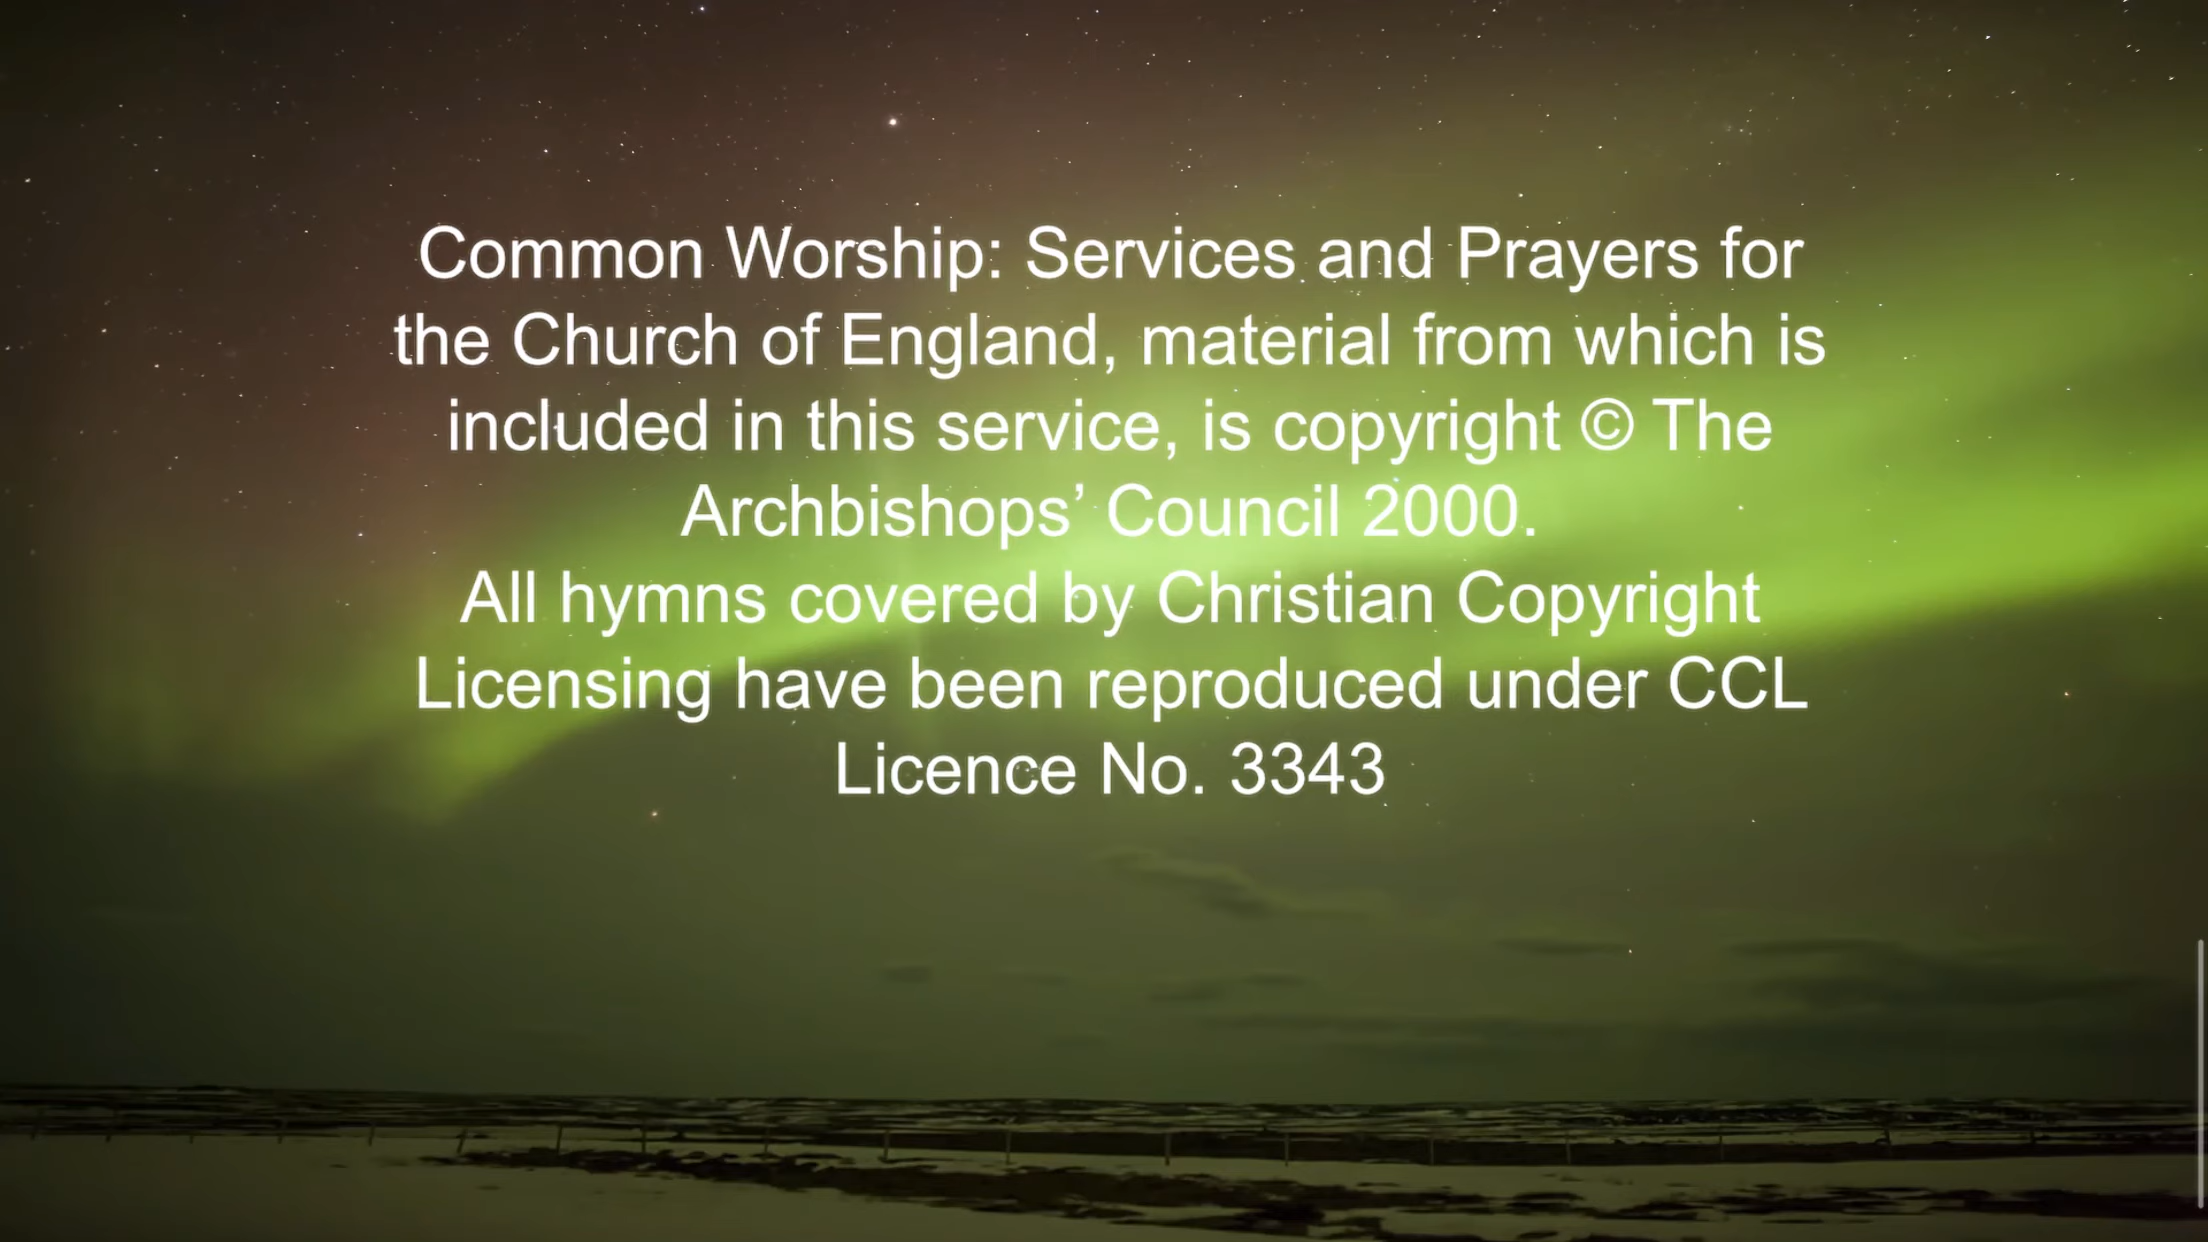 Common Worship: Services and Prayers for
the Church of England, material from which is
included in this service, is copyright © The
Archbishops’ Council 2000.
All hymns covered by Christian Copyright
Licensing have been reproduced under CCL
Licence No. 3343